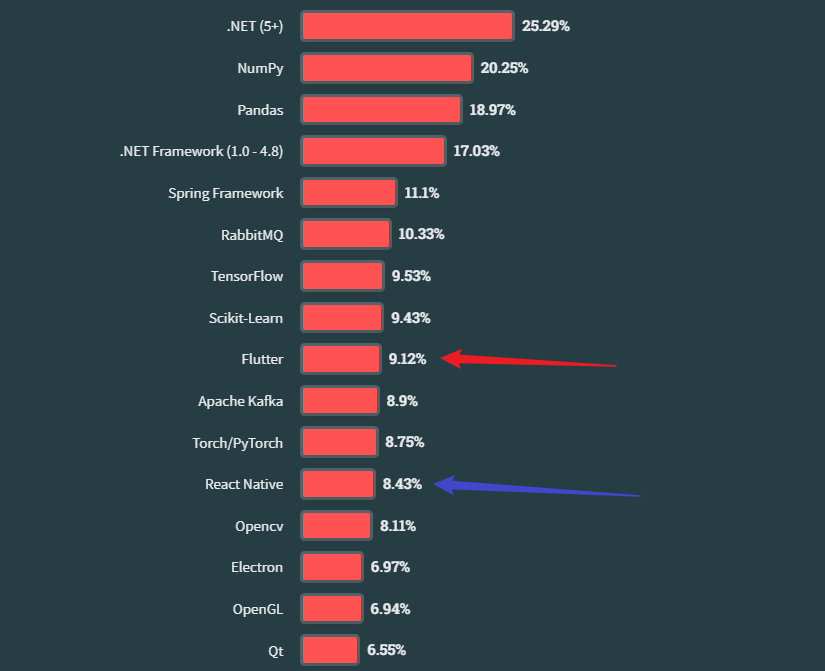 .NET (5+) 25.29%
NumPy 20.25%
Pandas 18.97%
.NET Framework (1.0 - 4.8) 17.03%
Spring Framework 11.1%
RabbitMQ 10.33%
TensorFlow 9.53%
Scikit-Learn 9.43%
Flutter 9.12%
Apache Kafka 8.9%
Torch/PyTorch 8.75%
React Native 8.43%
Opencv 8.11%
Electron 6.97%
OpenGL 6.94%
Qt 6.55%